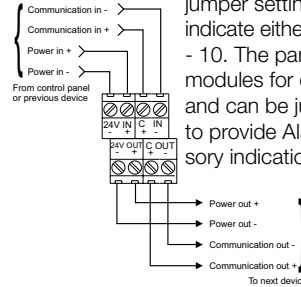 Communication in -
Communication in +
Power in +
Power in -
From control panel
or previous device
jumper settin
indicate eithe
- 10. The par
modules for
and can be ju
to provide Ala
sory indicatio
24V IN C IN
- + + -
24V OUT C OUT
- + + -
Power out +
Power out -
Communication out -
Communication out +
To next devic